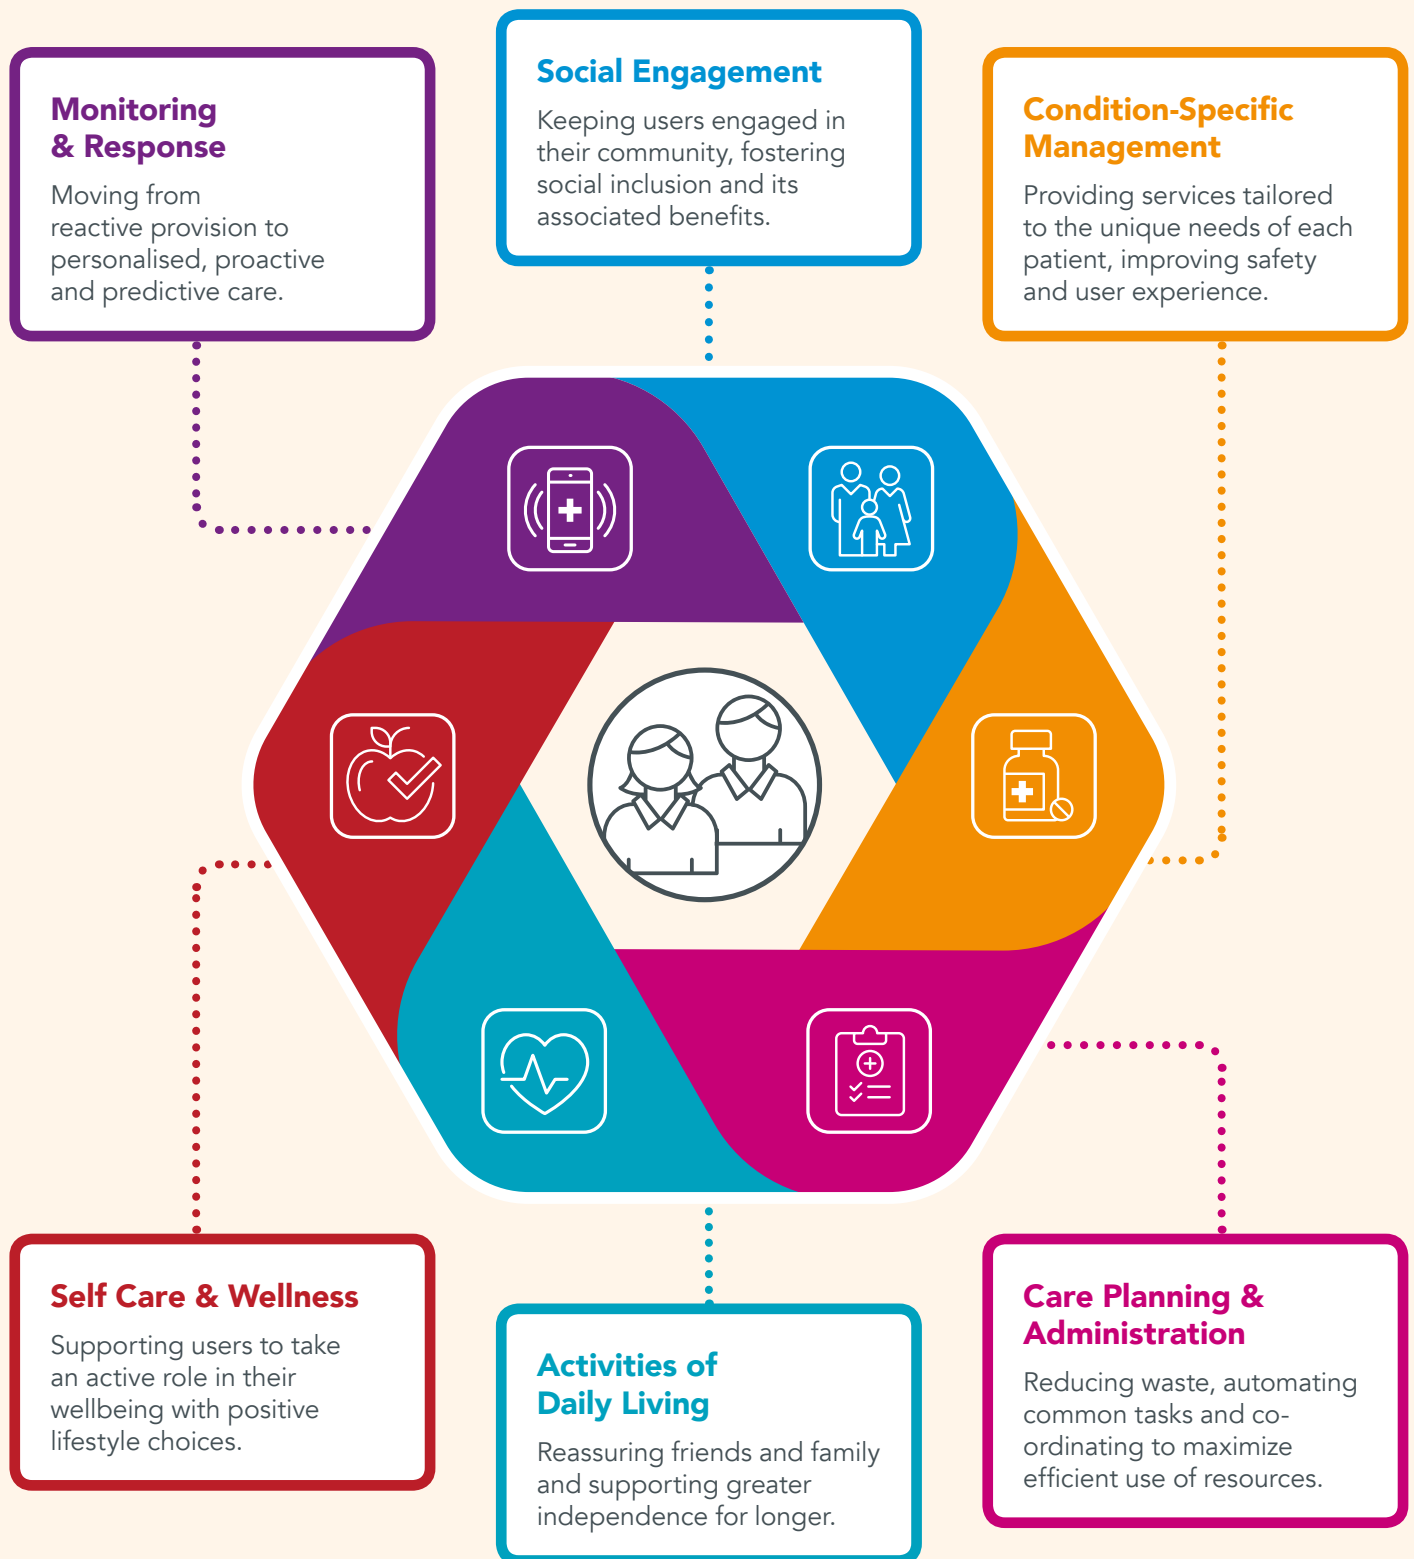 Monitoring
& Response
Moving from
reactive provision to
personalised, proactive
and predictive care.
Social Engagement
Keeping users engaged in
their community, fostering
social inclusion and its
associated benefits.
Condition-Specific
Management
Providing services tailored
to the unique needs of each
patient, improving safety
and user experience.
Self Care & Wellness
Supporting users to take
an active role in their
wellbeing with positive
lifestyle choices.
Activities of
Daily Living
Reassuring friends and family
and supporting greater
independence for longer.
Care Planning &
Administration
Reducing waste, automating
common tasks and co-
ordinating to maximize
efficient use of resources.